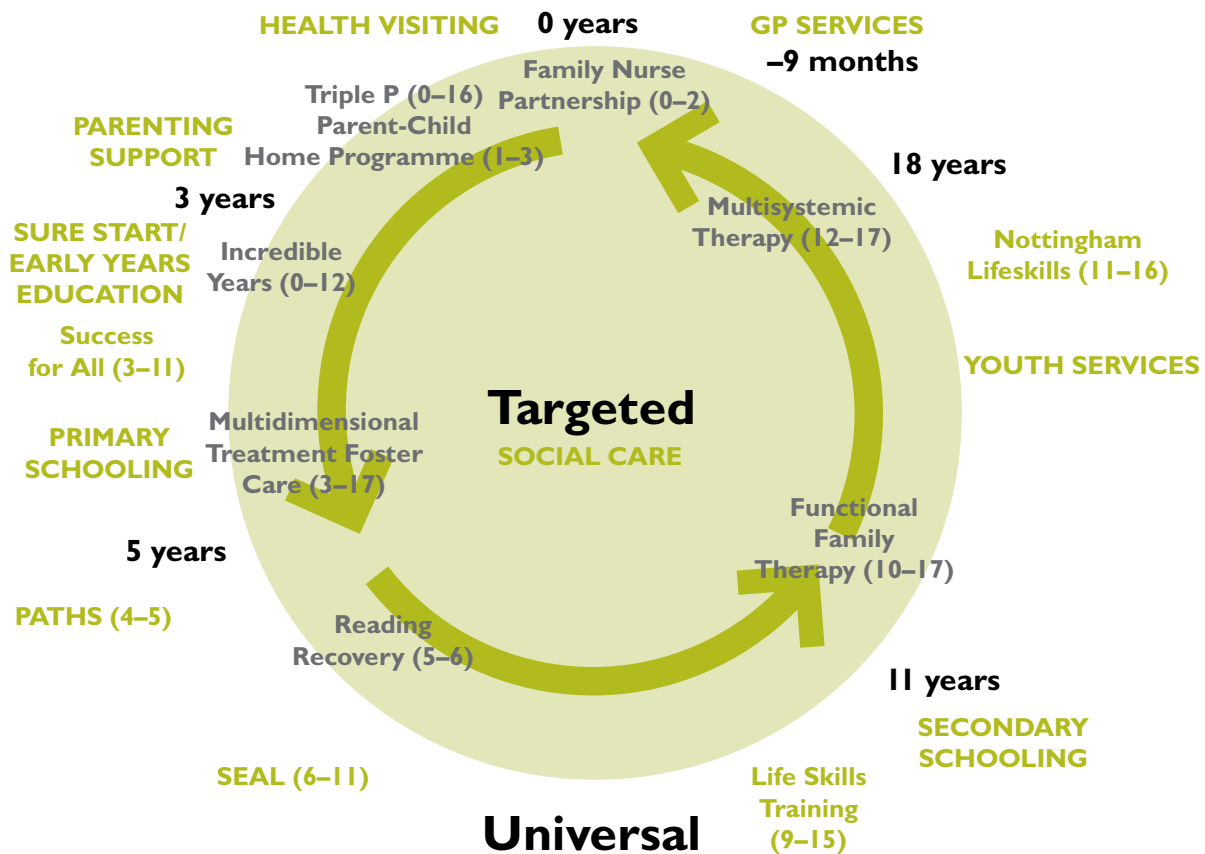 HEALTH VISITING
0 years
GP SERVICES
–9 months
Family Nurse
Partnership (0–2)
Triple P (0–16)
Parent-Child
Home Programme (1–3)
PARENTING
SUPPORT
18 years
3 years
Multisystemic
Therapy (12–17)
SURE START/
EARLY YEARS
EDUCATION
Incredible
Years (0–12)
Nottingham
Lifeskills (11–16)
Success
for All (3–11)
YOUTH SERVICES
Targeted
SOCIAL CARE
Multidimensional
Treatment Foster
Care (3–17)
PRIMARY
SCHOOLING
Functional
Family
Therapy (10–17)
5 years
PATHS (4–5)
Reading
Recovery (5–6)
11 years
SECONDARY
SCHOOLING
SEAL (6–11)
Life Skills
Training
(9–15)
Universal